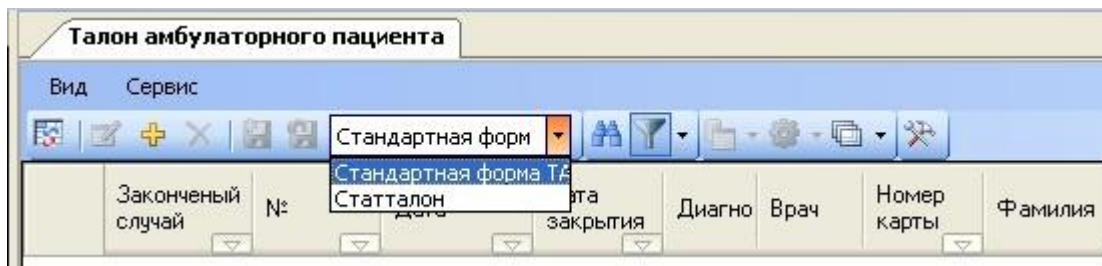 Талон амбулаторного пациента
Вид Сервис
Стандартная форм
Стандартная форма ТА
Статталон
Законченый случай № Дата закрытия Диагно Врач Номер карты Фамилия